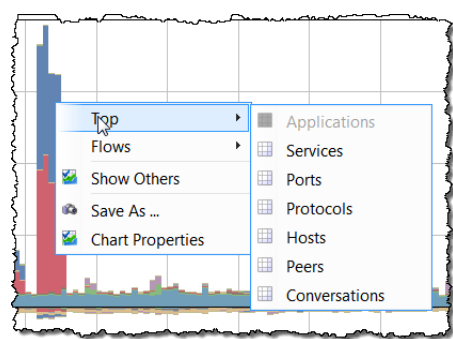 Top
Flows
Show Others
Save As ...
Chart Properties
Applications
Services
Ports
Protocols
Hosts
Peers
Conversations